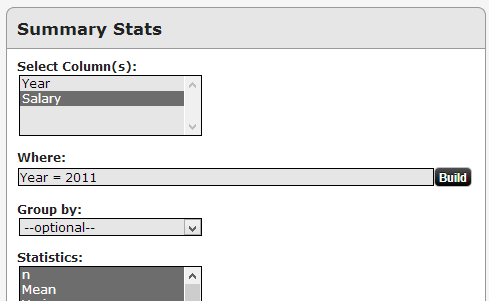 Summary Stats
Select Column(s):
Year
Salary
Where:
Year = 2011 Build
Group by:
--optional--
Statistics:
n
Mean